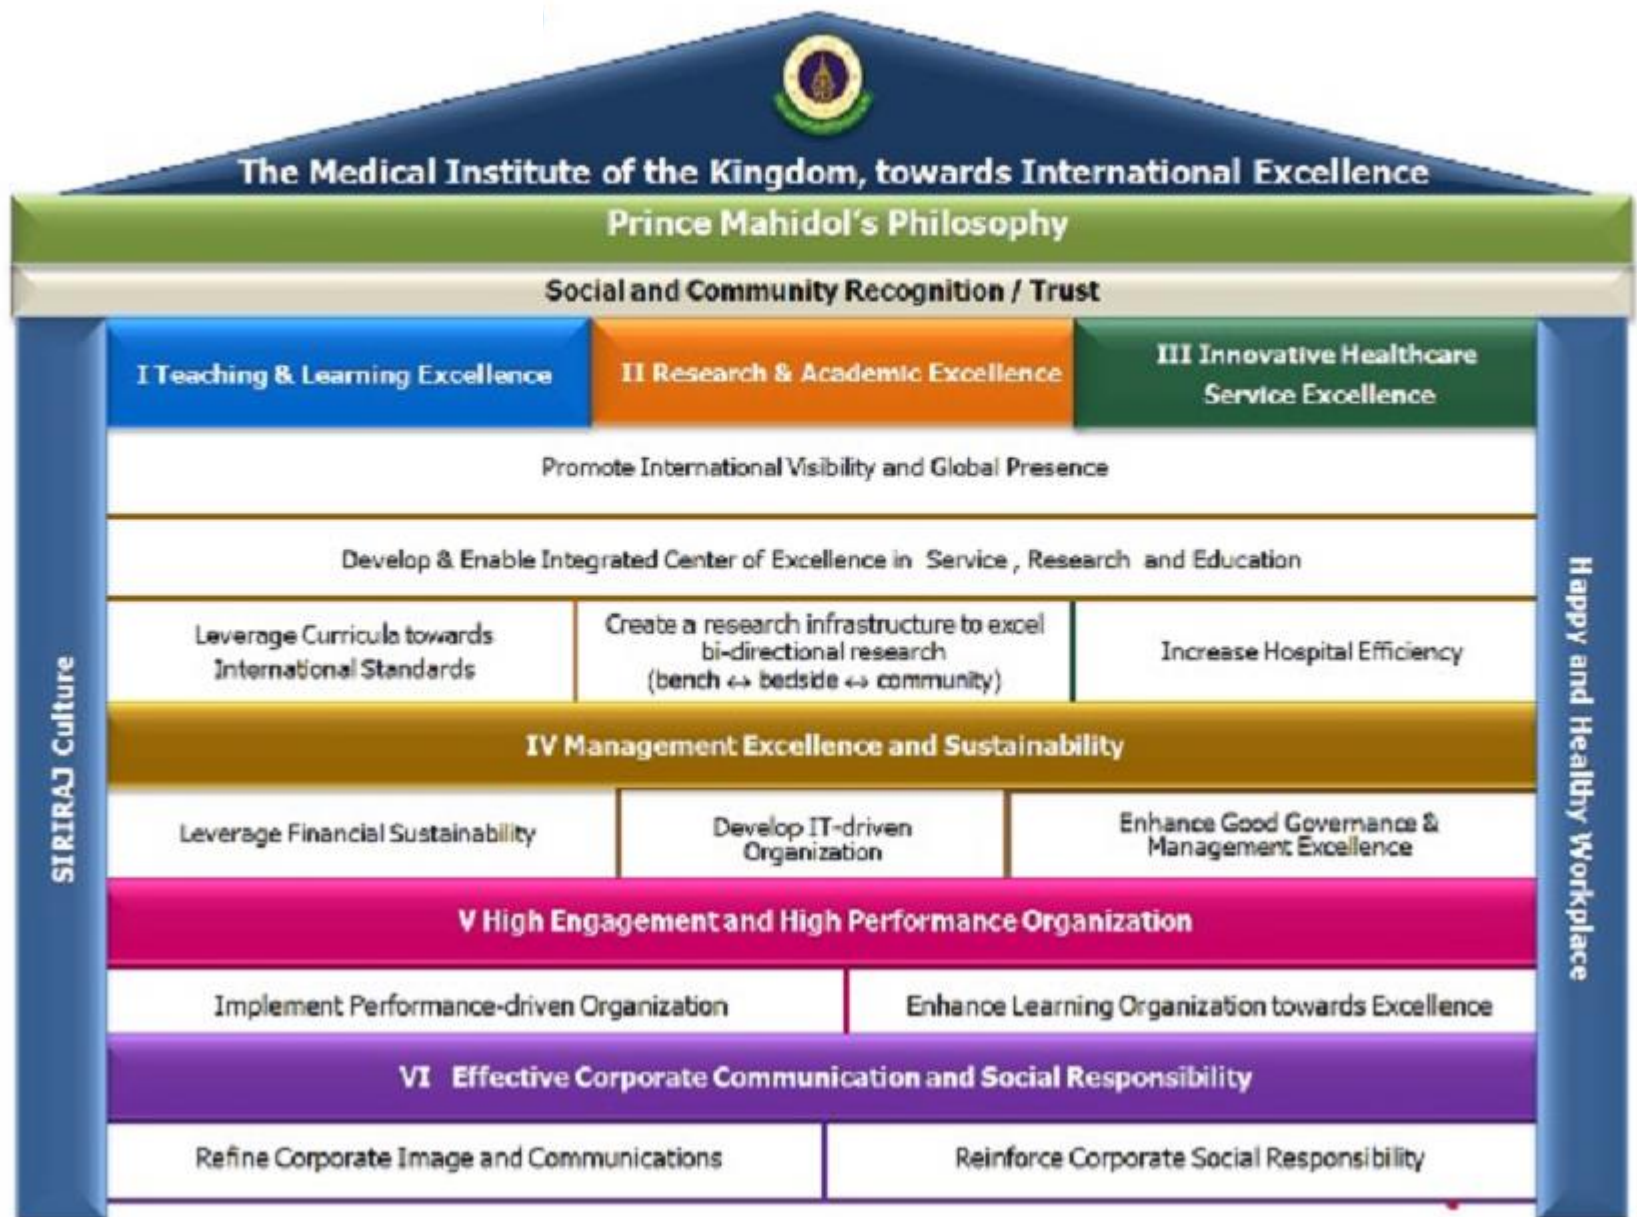 The Medical Institute of the Kingdom, towards International Excellence
Prince Mahidol's Philosophy
Social and Community Recognition / Trust
I Teaching & Learning Excellence
II Research & Academic Excellence
III Innovative Healthcare
Service Excellence
Promote International Visibility and Global Presence
Develop & Enable Integrated Center of Excellence in Service , Research and Education
Leverage Curricula towards
International Standards
Create a research infrastructure to excel
bi-directional research
(bench ↔ bedside ↔ community)
Increase Hospital Efficiency
IV Management Excellence and Sustainability
Leverage Financial Sustainability
Develop IT-driven
Organization
Enhance Good Governance &
Management Excellence
V High Engagement and High Performance Organization
Implement Performance-driven Organization
Enhance Learning Organization towards Excellence
VI Effective Corporate Communication and Social Responsibility
Refine Corporate Image and Communications
Reinforce Corporate Social Responsibility
SIRIRAJ Culture
Happy and Healthy Workplace